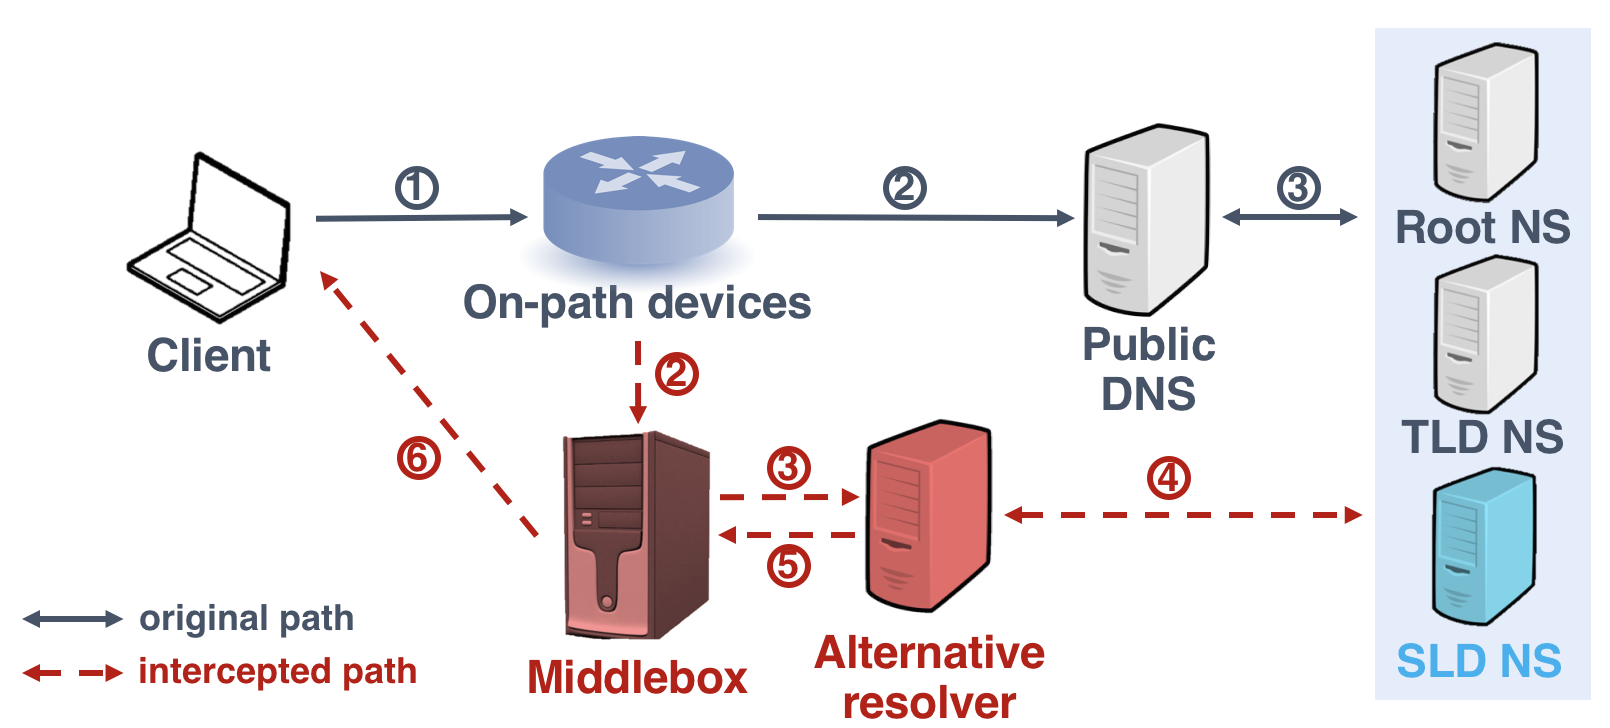 ①
②
③
Root NS
On-path devices
Client
Public
DNS
②
TLD NS
⑥
③
④
⑤
original path
intercepted path
Middlebox
Alternative
resolver
SLD NS